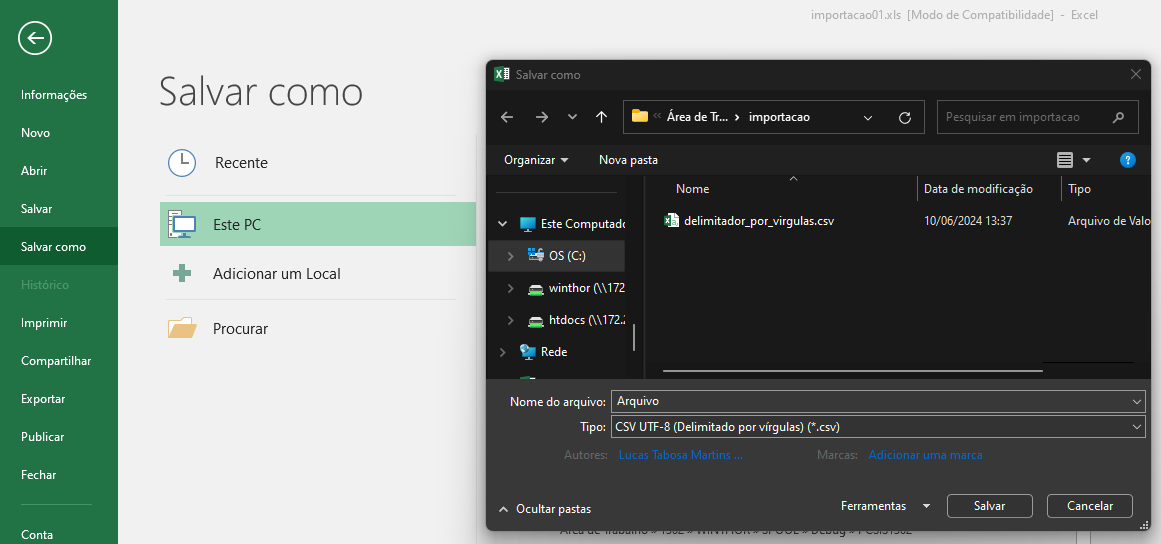 importacao01.xls [Modo de Compatibilidade] - Excel
Informações
Novo
Abrir
Salvar
Salvar como
Histórico
Imprimir
Compartilhar
Exportar
Publicar
Fechar
Conta
Salvar como
Recente
Este PC
Adicionar um Local
Procurar
Salvar como
Área de Tr... > importacao
Pesquisar em importacao
Organizar
Nova pasta
Nome
Data de modificação
Tipo
Este Computado
OS (C:)
winthor (\\172
htdocs (\\172.2
Rede
delimitador_por_virgulas.csv
10/06/2024 13:37
Arquivo de Valo
Nome do arquivo: Arquivo
Tipo: CSV UTF-8 (Delimitado por vírgulas) (*.csv)
Autores: Lucas Tabosa Martins ...
Marcas: Adicionar uma marca
Ocultar pastas
Ferramentas
Salvar
Cancelar